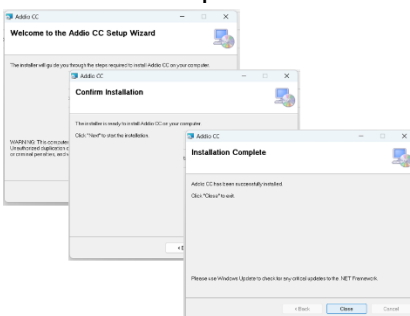 Addio CC
Welcome to the Addio CC Setup Wizard
The installer will guide you through the steps required to install Addio CC on your computer.
WARNING: This computer
Unauthorized duplication o
or criminal penalties, and
Addio CC
Confirm Installation
The installer is ready to install Addio CC on your computer.
Click "Next" to start the installation.
Addio CC
Installation Complete
Addio CC has been successfully installed.
Click "Close" to exit.
Please use Windows Update to check for any critical updates to the .NET Framework.
< Back
Close
Cancel